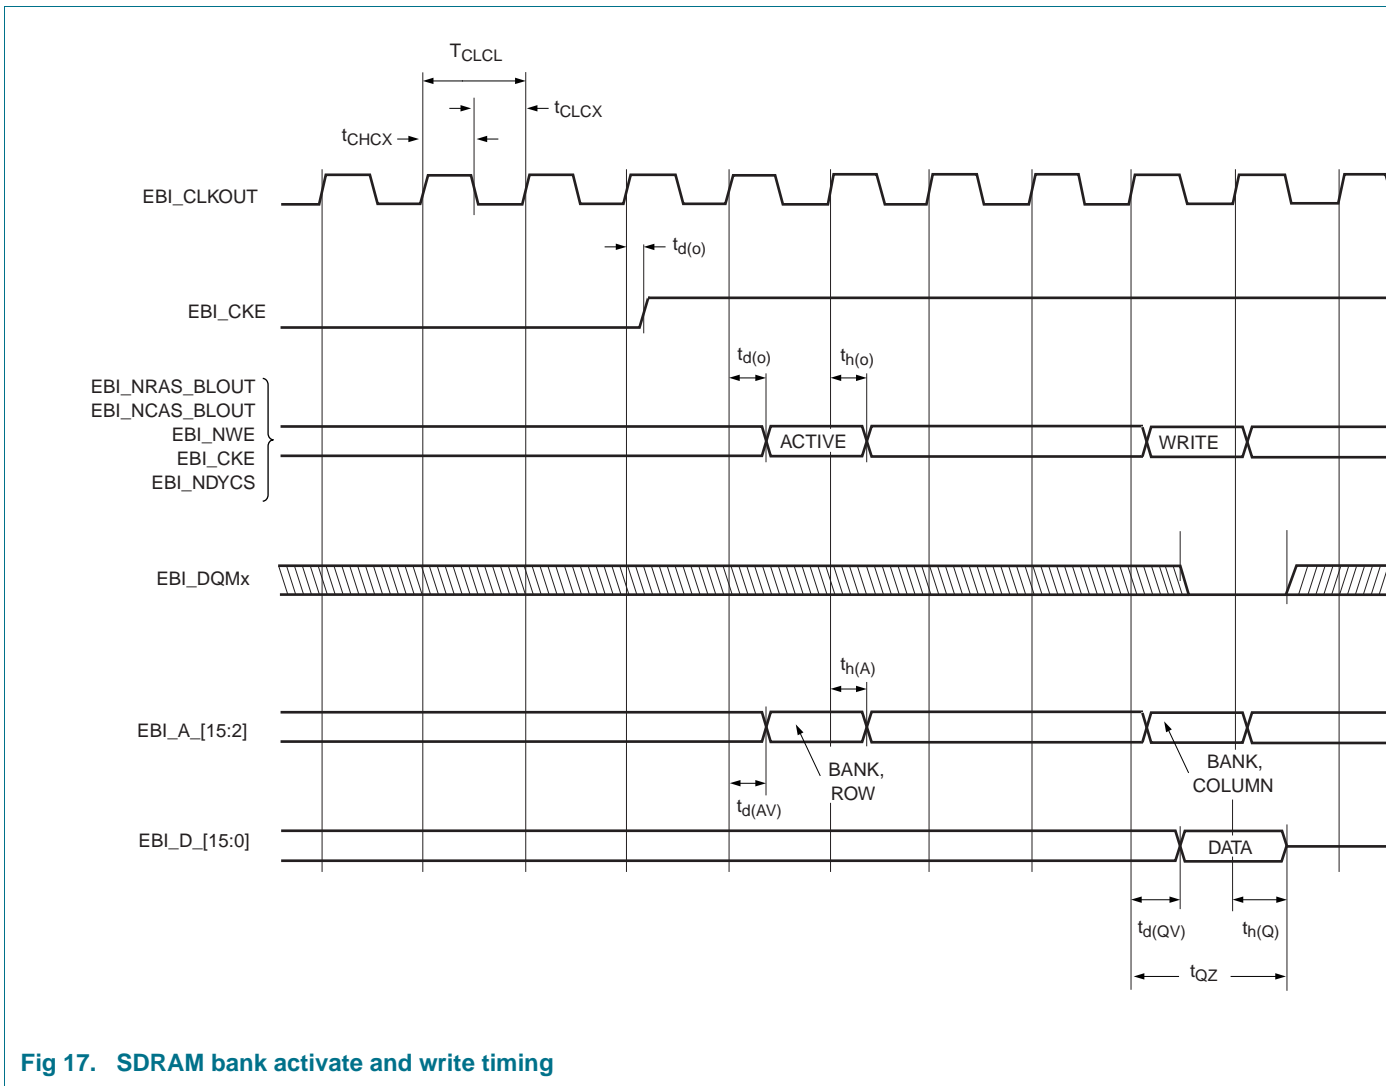 TCLCL
tCLCX
tCHCX
EBI_CLKOUT
td(o)
EBI_CKE
td(o)
th(o)
EBI_NRAS_BLOUT
EBI_NCAS_BLOUT
EBI_NWE
EBI_CKE
EBI_NDYCS
ACTIVE
WRITE
EBI_DQMx
th(A)
EBI_A_[15:2]
BANK,
ROW
BANK,
COLUMN
td(AV)
EBI_D_[15:0]
DATA
td(QV)
th(Q)
tQZ
Fig 17. SDRAM bank activate and write timing